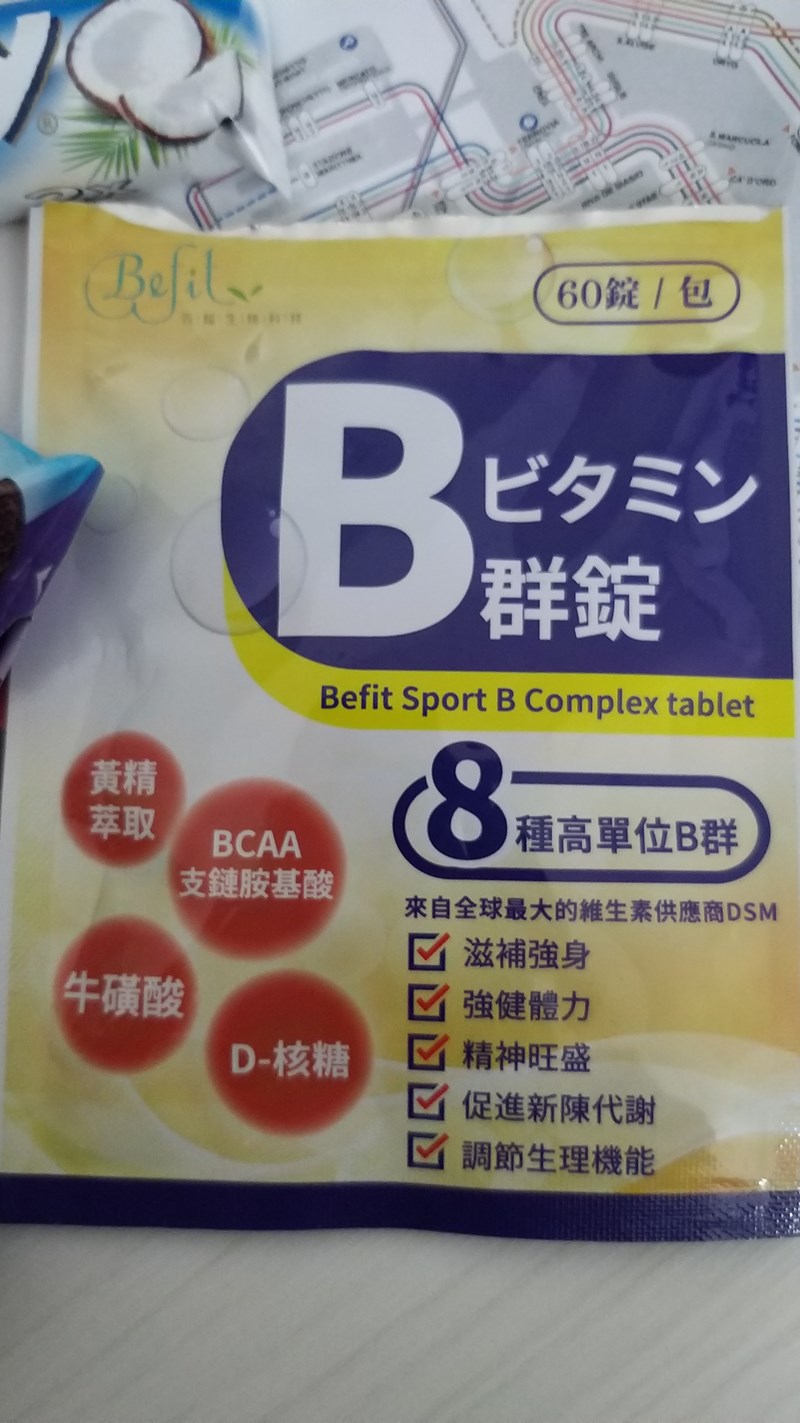 CA' D'ORO
Befit
60錠 / 包
B ビタミン
群錠
Befit Sport B Complex tablet
黃精
萃取
BCAA
支鏈胺基酸
牛磺酸
D-核糖
8種高單位B群
來自全球最大的維生素供應商DSM
滋補強身
強健體力
精神旺盛
促進新陳代謝
調節生理機能